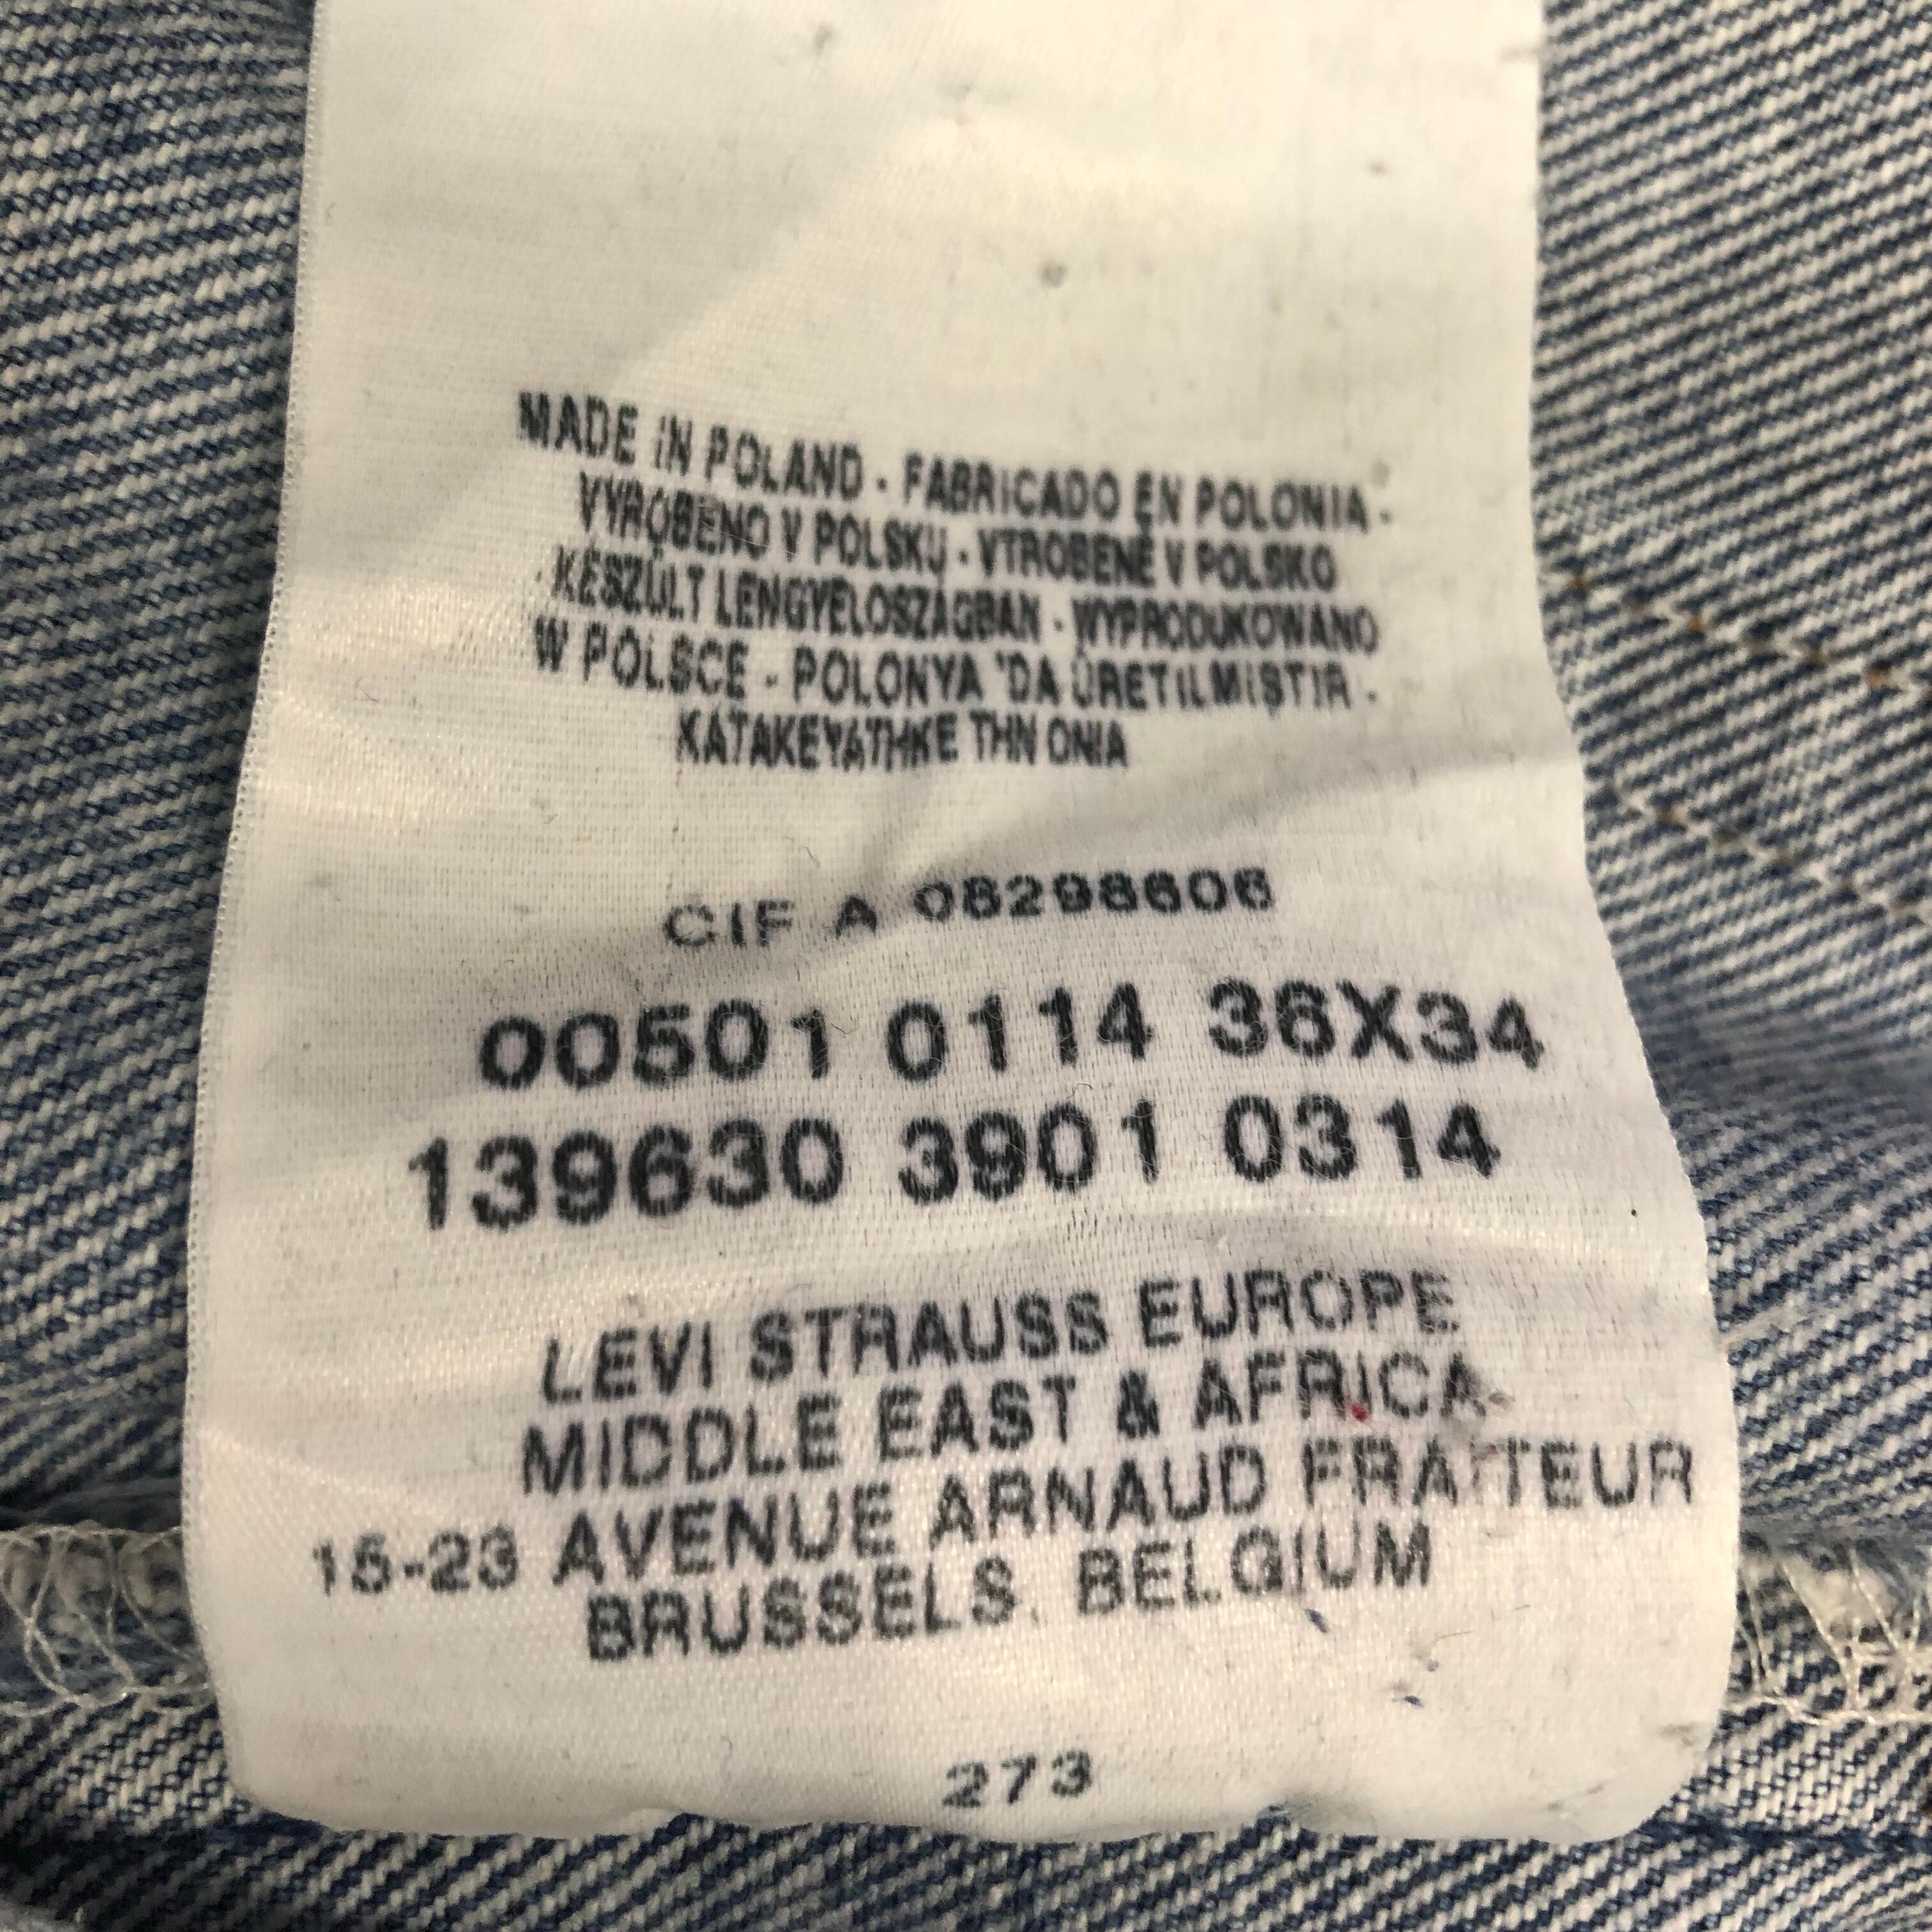 MADE IN POLAND - FABRICADO EN POLONIA -
VYROBENO V POLSKU - VTROBENE V POLSKO
- KÉSZÜLT LENGYELOSZÁGBAN - WYPRODUKOWANO
W POLSCE - POLONYA 'DA ÜRETILMIŞTIR -
KATAKEYATHKE THN ONIA
CIF A 08298606
00501 0114 36X34
139630 3901 0314
LEVI STRAUSS EUROPE
MIDDLE EAST & AFRICA
15-23 AVENUE ARNAUD FRAITEUR
BRUSSELS, BELGIUM
273